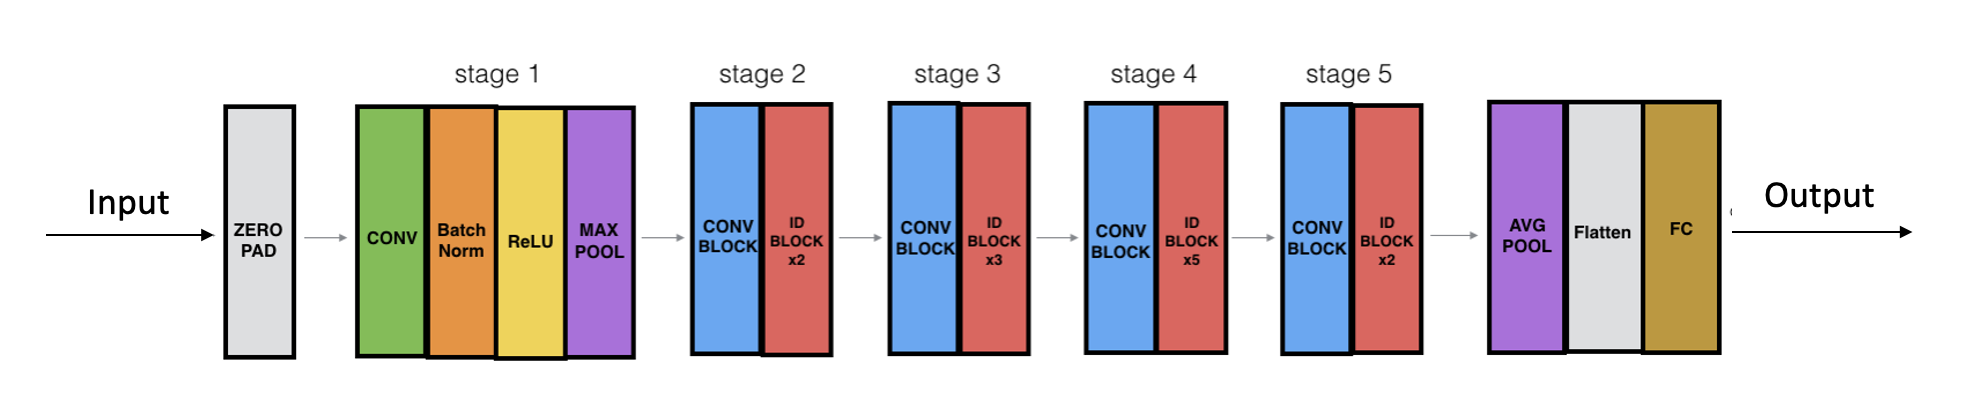 stage 1
stage 2
stage 3
stage 4
stage 5
Input
ZERO
PAD
CONV
Batch
Norm
ReLU
MAX
POOL
CONV
BLOCK
ID
BLOCK
x2
CONV
BLOCK
ID
BLOCK
x3
CONV
BLOCK
ID
BLOCK
x5
CONV
BLOCK
ID
BLOCK
x2
AVG
POOL
Flatten
FC
Output